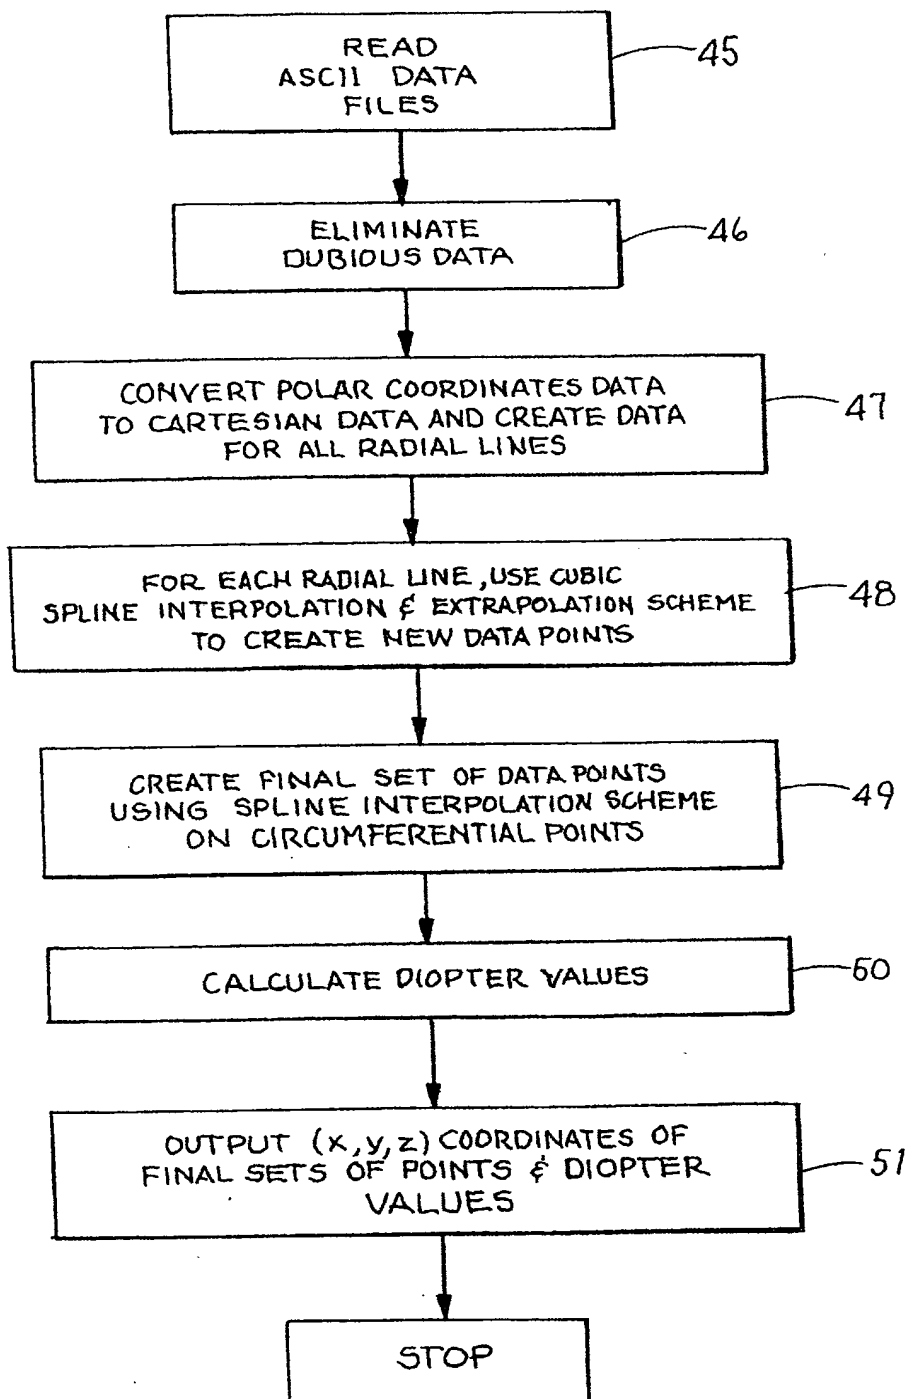 READ
ASCII DATA
FILES
45
ELIMINATE
DUBIOUS DATA
46
CONVERT POLAR COORDINATES DATA
TO CARTESIAN DATA AND CREATE DATA
FOR ALL RADIAL LINES
47
FOR EACH RADIAL LINE, USE CUBIC
SPLINE INTERPOLATION & EXTRAPOLATION SCHEME
TO CREATE NEW DATA POINTS
48
CREATE FINAL SET OF DATA POINTS
USING SPLINE INTERPOLATION SCHEME
ON CIRCUMFERENTIAL POINTS
49
CALCULATE DIOPTER VALUES
50
OUTPUT (x,y,z) COORDINATES OF
FINAL SETS OF POINTS & DIOPTER
VALUES
51
STOP